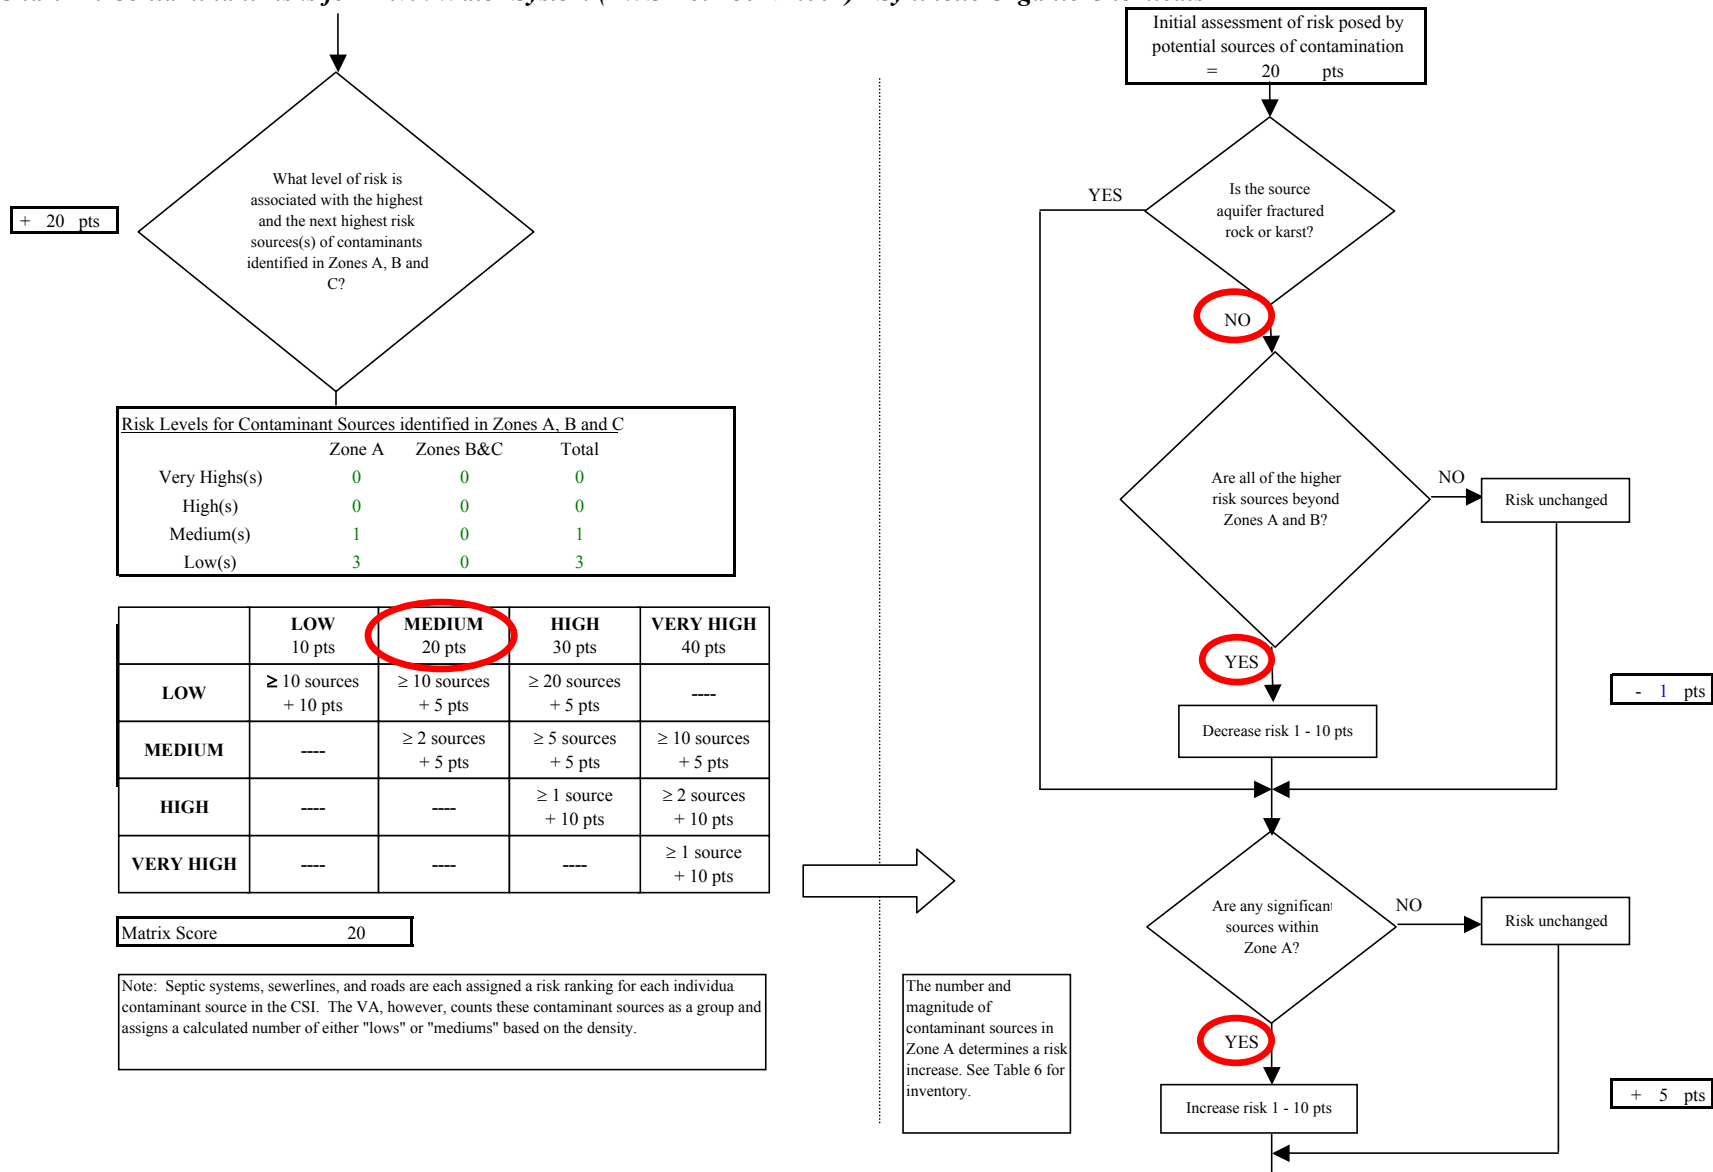 Initial assessment of risk posed by
potential sources of contamination
= 20 pts
What level of risk is
associated with the highest
and the next highest risk
sources(s) of contaminants
identified in Zones A, B and
C?
+ 20 pts
Risk Levels for Contaminant Sources identified in Zones A, B and C
Zone A Zones B&C Total
Very Highs(s) 0 0 0
High(s) 0 0 0
Medium(s) 1 0 1
Low(s) 3 0 3
LOW MEDIUM HIGH VERY HIGH
10 pts 20 pts 30 pts 40 pts
LOW ≥ 10 sources ≥ 10 sources ≥ 20 sources ----
+ 10 pts + 5 pts + 5 pts
MEDIUM ---- ≥ 2 sources ≥ 5 sources ≥ 10 sources
+ 5 pts + 5 pts + 5 pts
HIGH ---- ---- ≥ 1 source ≥ 2 sources
+ 10 pts + 10 pts
VERY HIGH ---- ---- ---- ≥ 1 source
+ 10 pts
Matrix Score 20
Note: Septic systems, sewerlines, and roads are each assigned a risk ranking for each individua
contaminant source in the CSI. The VA, however, counts these contaminant sources as a group and
assigns a calculated number of either "lows" or "mediums" based on the density.
Is the source
aquifer fractured
rock or karst?
YES
NO
Are all of the higher
risk sources beyond
Zones A and B?
NO
Risk unchanged
YES
Decrease risk 1 - 10 pts
- 1 pts
Are any significant
sources within
Zone A?
NO
Risk unchanged
The number and
magnitude of
contaminant sources in
Zone A determines a risk
increase. See Table 6 for
inventory.
YES
Increase risk 1 - 10 pts
+ 5 pts